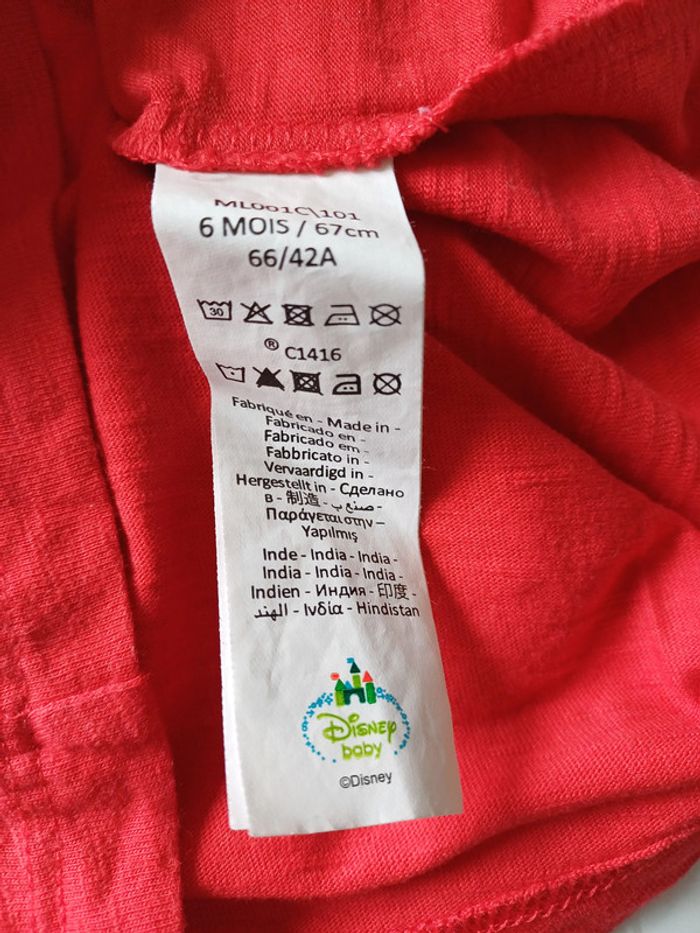 ML001C\101
6 MOIS / 67cm
66/42A
30
® C1416
Fabriqué en - Made in -
Fabricado en -
Fabricado em -
Fabbricato in -
Vervaardigd in -
Hergestellt in - Сделано
в - 制造 - صنع ب -
Παράγεται στην –
Yapılmış
Inde - India - India -
India - India - India -
Indien - Индия - 印度 -
الهند - Ινδία - Hindistan
Disney
baby
©Disney